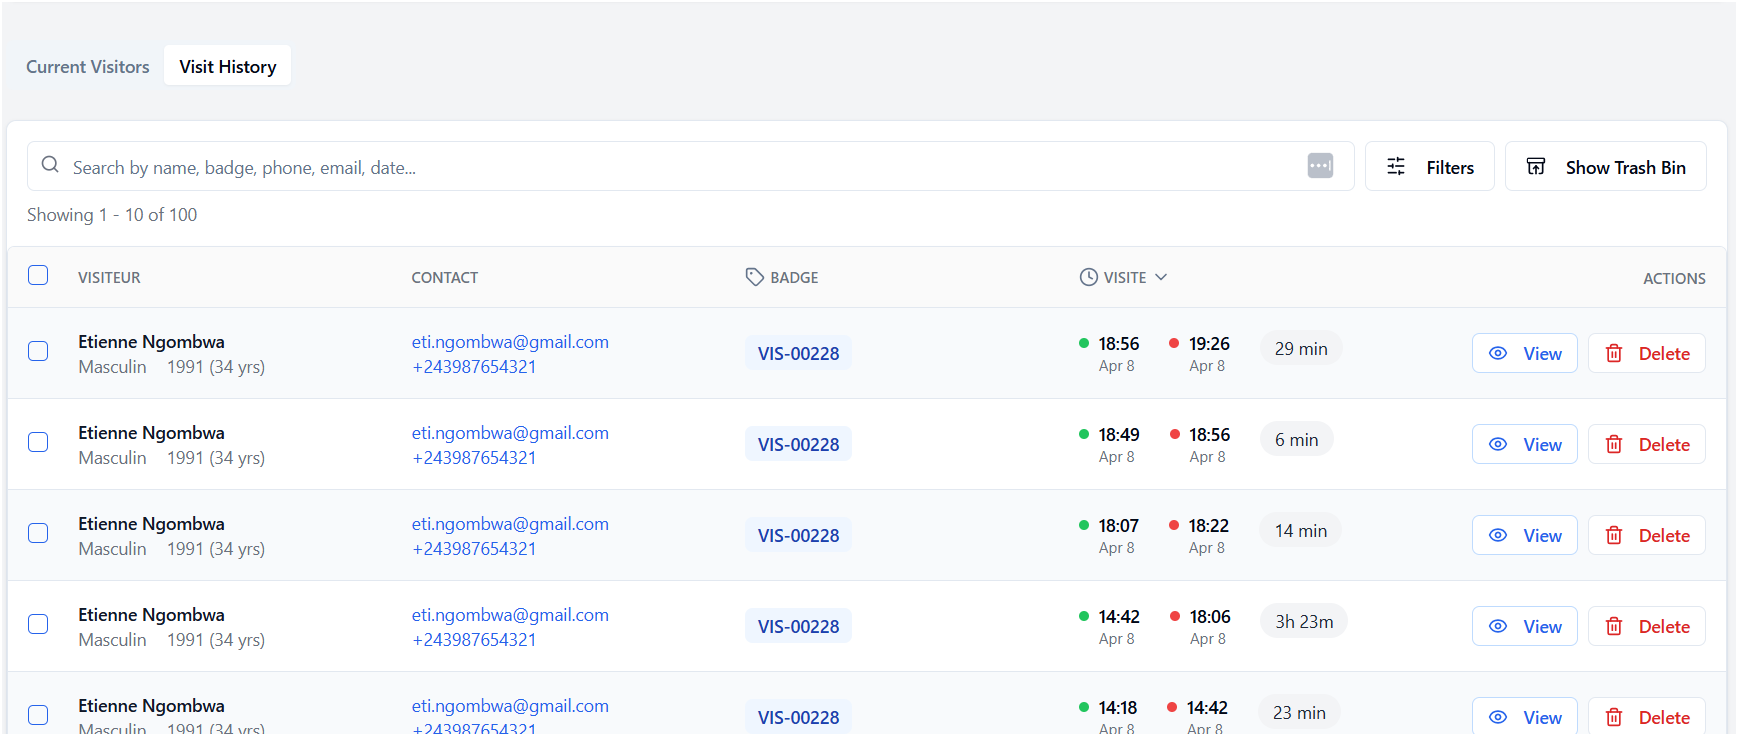 Current Visitors Visit History
Search by name, badge, phone, email, date... Filters Show Trash Bin
Showing 1 - 10 of 100
VISITEUR CONTACT BADGE VISITE ACTIONS
Etienne Ngombwa eti.ngombwa@gmail.com VIS-00228 18:56 19:26 29 min View Delete
Masculin 1991 (34 yrs) +243987654321 Apr 8 Apr 8
Etienne Ngombwa eti.ngombwa@gmail.com VIS-00228 18:49 18:56 6 min View Delete
Masculin 1991 (34 yrs) +243987654321 Apr 8 Apr 8
Etienne Ngombwa eti.ngombwa@gmail.com VIS-00228 18:07 18:22 14 min View Delete
Masculin 1991 (34 yrs) +243987654321 Apr 8 Apr 8
Etienne Ngombwa eti.ngombwa@gmail.com VIS-00228 14:42 18:06 3h 23m View Delete
Masculin 1991 (34 yrs) +243987654321 Apr 8 Apr 8
Etienne Ngombwa eti.ngombwa@gmail.com VIS-00228 14:18 14:42 23 min View Delete
Masculin 1991 (34 yrs) +243987654321 Apr 8 Apr 8